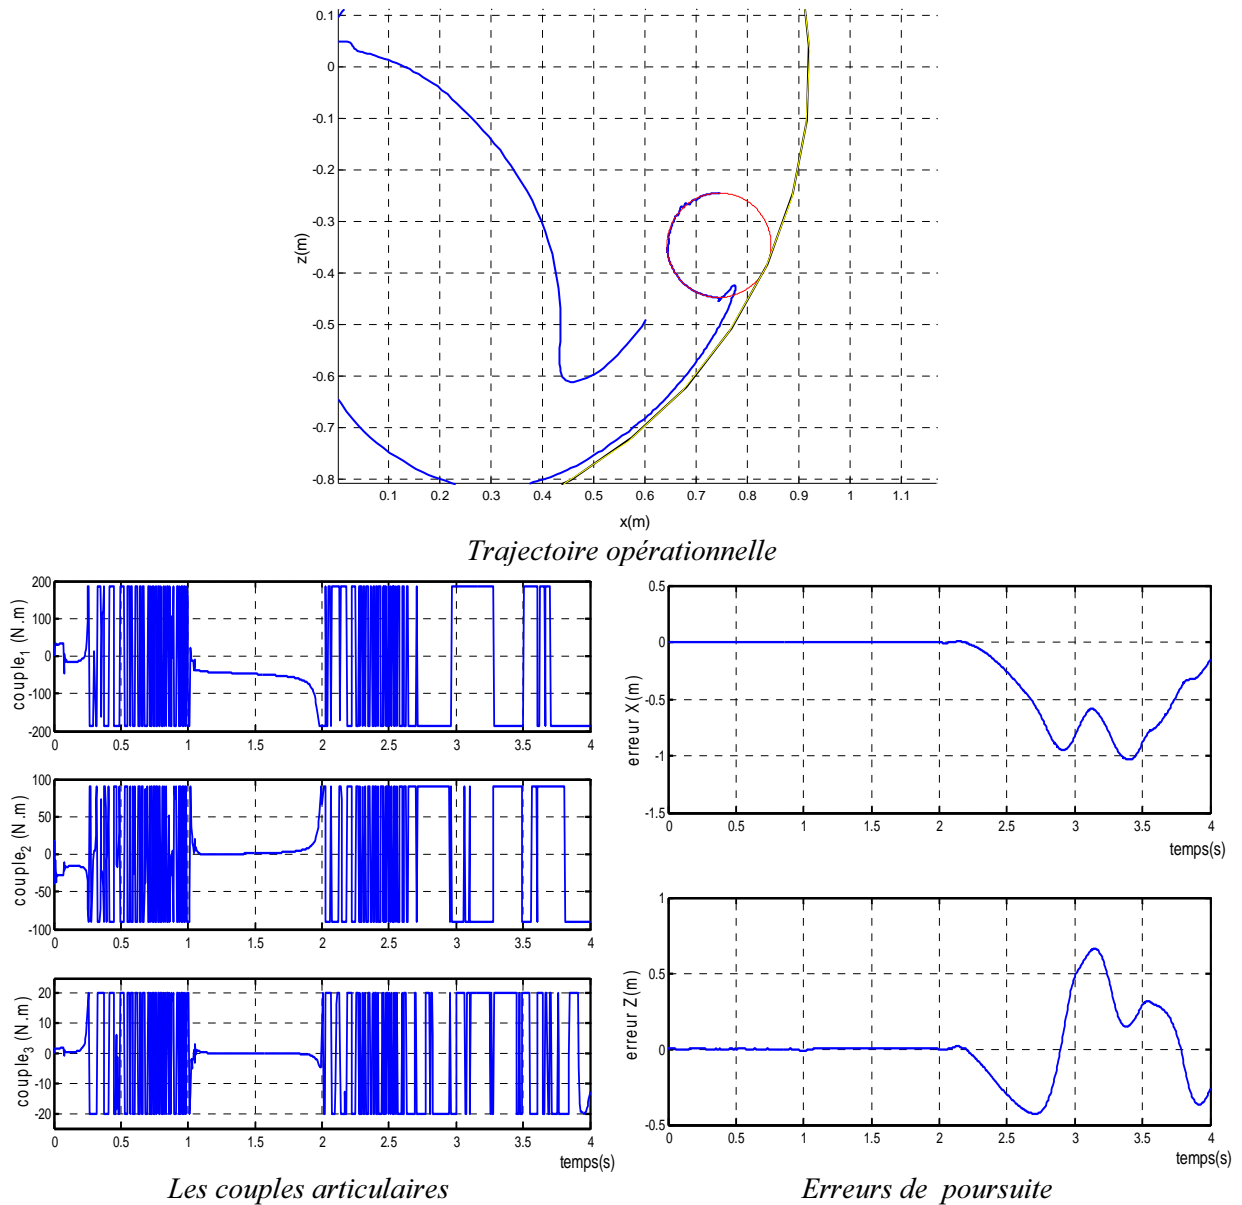 0.1
0
-0.1
-0.2
-0.3
-0.4
-0.5
-0.6
-0.7
-0.8
z(m)
0.1 0.2 0.3 0.4 0.5 0.6 0.7 0.8 0.9 1 1.1
x(m)
Trajectoire opérationnelle
200
100
0
-100
-200
couple1 (N.m)
0 0.5 1 1.5 2 2.5 3 3.5 4
100
50
0
-50
-100
couple2 (N.m)
0 0.5 1 1.5 2 2.5 3 3.5 4
20
10
0
-10
-20
couple3 (N.m)
0 0.5 1 1.5 2 2.5 3 3.5 4
temps(s)
Les couples articulaires
0.5
0
-0.5
-1
-1.5
erreur X(m)
0 0.5 1 1.5 2 2.5 3 3.5 4
temps(s)
1
0.5
0
-0.5
erreur Z(m)
0 0.5 1 1.5 2 2.5 3 3.5 4
temps(s)
Erreurs de poursuite